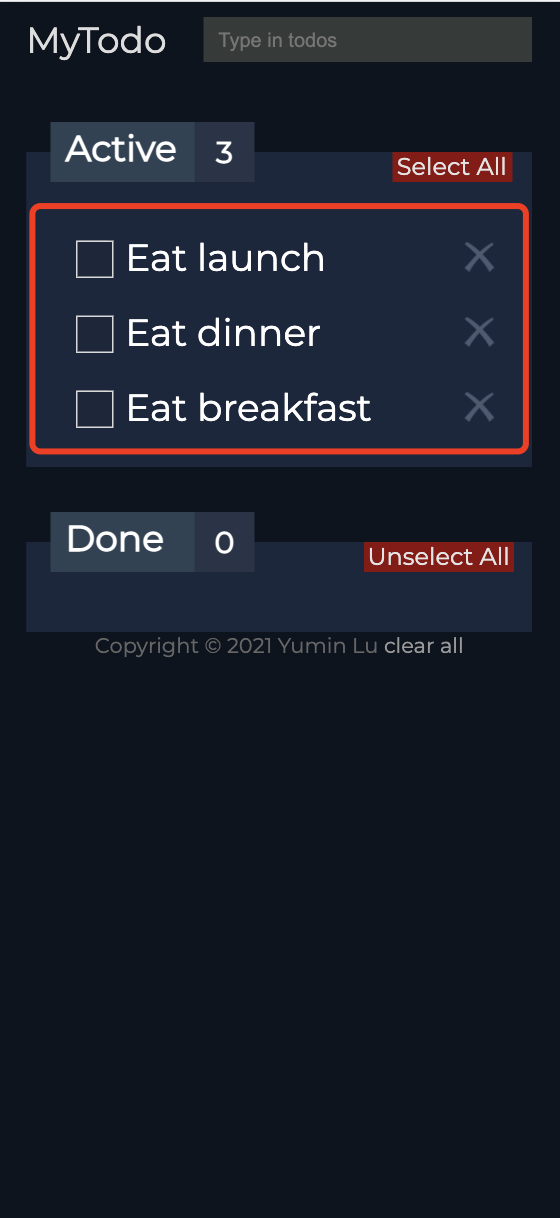 MyTodo Type in todos
Active 3 Select All
Eat launch
Eat dinner
Eat breakfast
Done 0 Unselect All
Copyright © 2021 Yumin Lu clear all